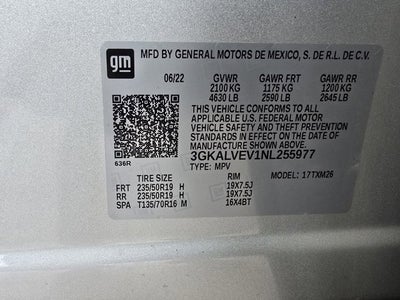 gm
MFD BY GENERAL MOTORS DE MEXICO, S. DE R.L. DE C.V.
06/22 GVWR GAWR FRT GAWR RR
2100 KG 1175 KG 1200 KG
4630 LB 2590 LB 2645 LB
THIS VEHICLE CONFORMS TO ALL
APPLICABLE U.S. FEDERAL MOTOR
VEHICLE SAFETY AND THEFT
PREVENTION STANDARDS IN EFFECT
ON THE DATE OF MANUFACTURE
SHOWN ABOVE.
3GKALVEV1NL255977
636R
TYPE: MPV MODEL: 17TXM26
TIRE SIZE RIM
FRT 235/50R19 H 19X7.5J
RR 235/50R19 H 19X7.5J
SPA T135/70R16 M 16X4BT